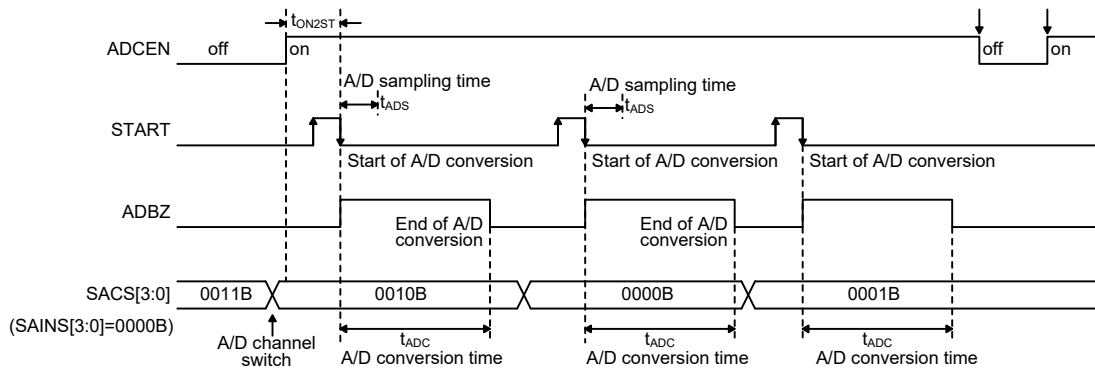 tON2ST
ADCEN off on off on
A/D sampling time A/D sampling time
tADS tADS
START
Start of A/D conversion Start of A/D conversion Start of A/D conversion
ADBZ
End of A/D conversion End of A/D conversion
SACS[3:0] 0011B 0010B 0000B 0001B
(SAINS[3:0]=0000B)
A/D channel switch
tADC tADC tADC
A/D conversion time A/D conversion time A/D conversion time